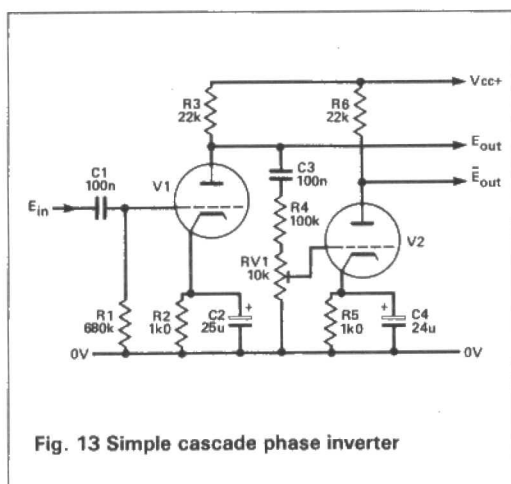 Vcc+
R3
22k
R6
22k
Eout
C1
100n
V1
C3
100n
Ēout
Ein
R4
100k
V2
RV1
10k
R1
680k
R2
1k0
C2
25u
R5
1k0
C4
24u
+
+
0V
0V
Fig. 13 Simple cascade phase inverter